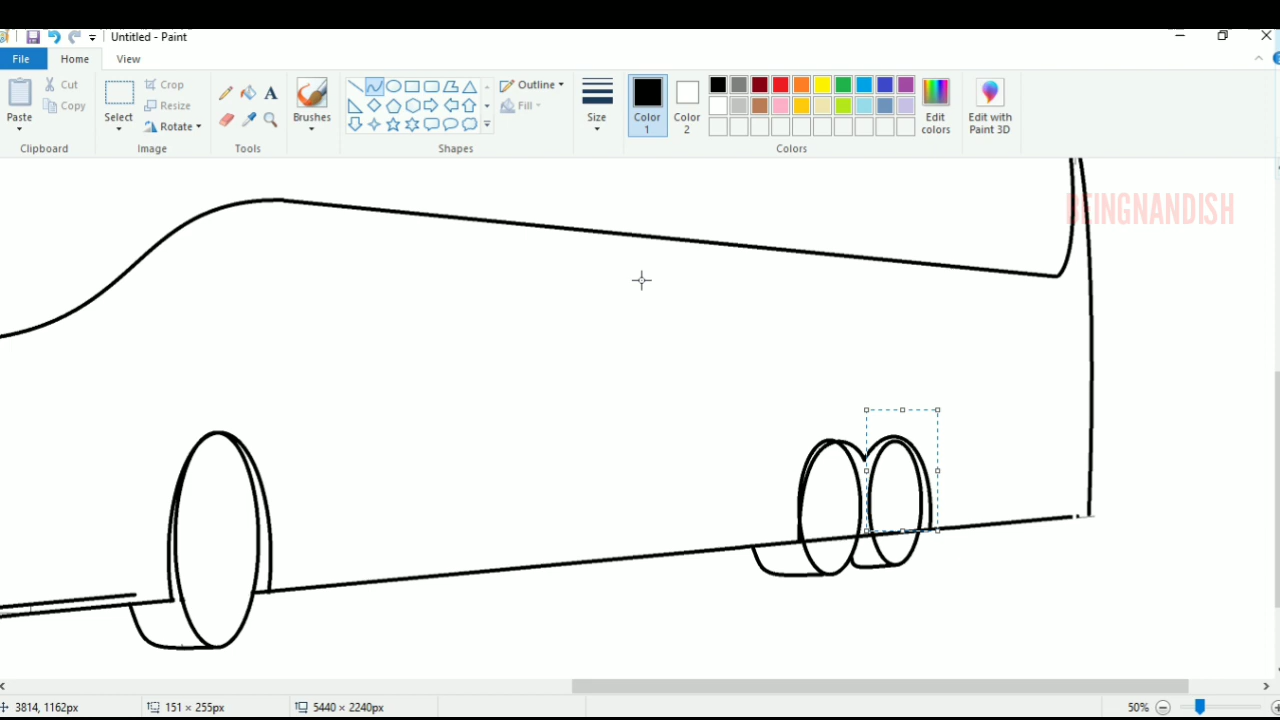 Untitled - Paint
File Home View
Paste
Cut
Copy
Clipboard
Select
Crop
Resize
Rotate
Image
Tools
Brushes
Shapes
Outline
Fill
Size
Color 1
Color 2
Colors
Edit colors
Edit with Paint 3D
BEINGNANDISH
3814, 1162px
151 × 255px
5440 × 2240px
50%